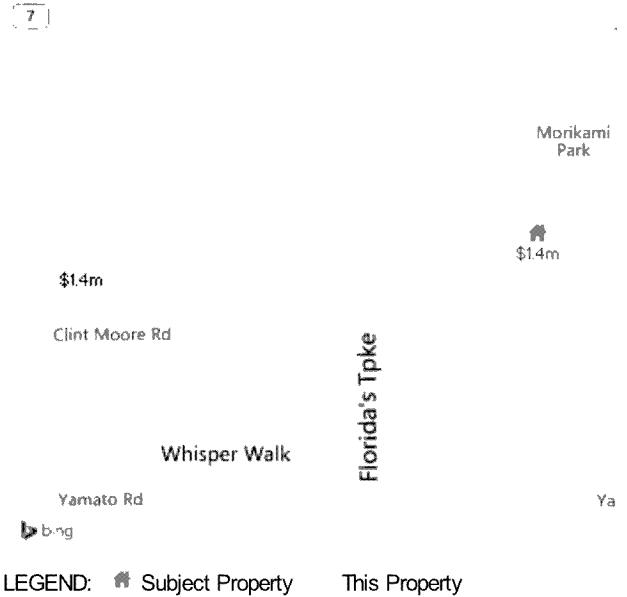 7
Morikami
Park
$1.4m
$1.4m
Clint Moore Rd
Florida's Tpke
Whisper Walk
Yamato Rd
Ya
bing
LEGEND: Subject Property This Property